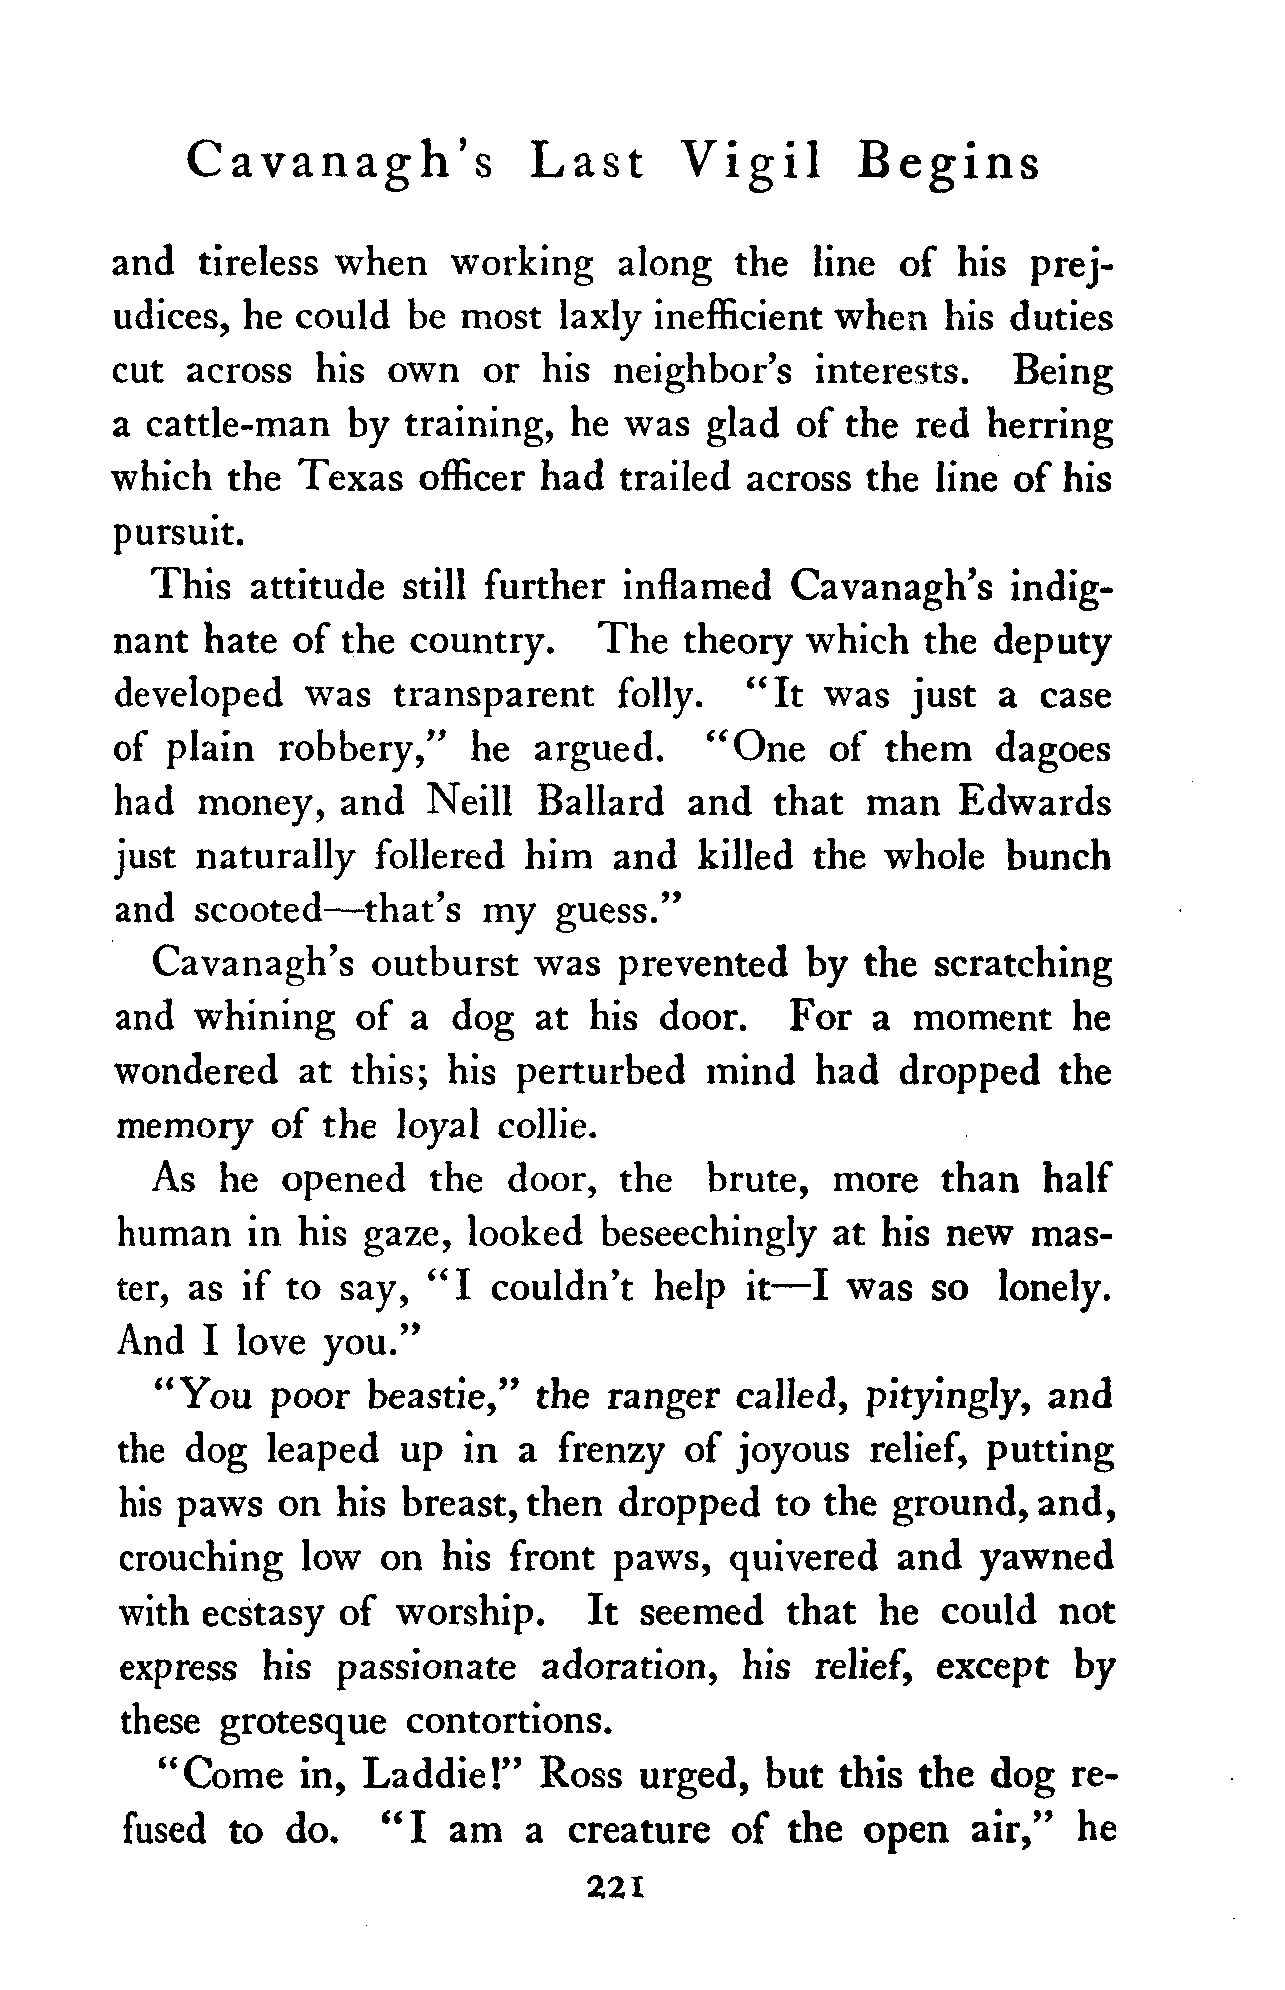 Cavanagh's Last Vigil Begins
and tireless when working along the line of his prej-
udices, he could be most laxly inefficient when his duties
cut across his own or his neighbor's interests. Being
a cattle-man by training, he was glad of the red herring
which the Texas officer had trailed across the line of his
pursuit.
This attitude still further inflamed Cavanagh's indig-
nant hate of the country. The theory which the deputy
developed was transparent folly. "It was just a case
of plain robbery," he argued. "One of them dagoes
had money, and Neill Ballard and that man Edwards
just naturally follered him and killed the whole bunch
and scooted—that's my guess."
Cavanagh's outburst was prevented by the scratching
and whining of a dog at his door. For a moment he
wondered at this; his perturbed mind had dropped the
memory of the loyal collie.
As he opened the door, the brute, more than half
human in his gaze, looked beseechingly at his new mas-
ter, as if to say, "I couldn't help it—I was so lonely.
And I love you."
"You poor beastie," the ranger called, pityingly, and
the dog leaped up in a frenzy of joyous relief, putting
his paws on his breast, then dropped to the ground, and,
crouching low on his front paws, quivered and yawned
with ecstasy of worship. It seemed that he could not
express his passionate adoration, his relief, except by
these grotesque contortions.
"Come in, Laddie!" Ross urged, but this the dog re-
fused to do. "I am a creature of the open air," he
221